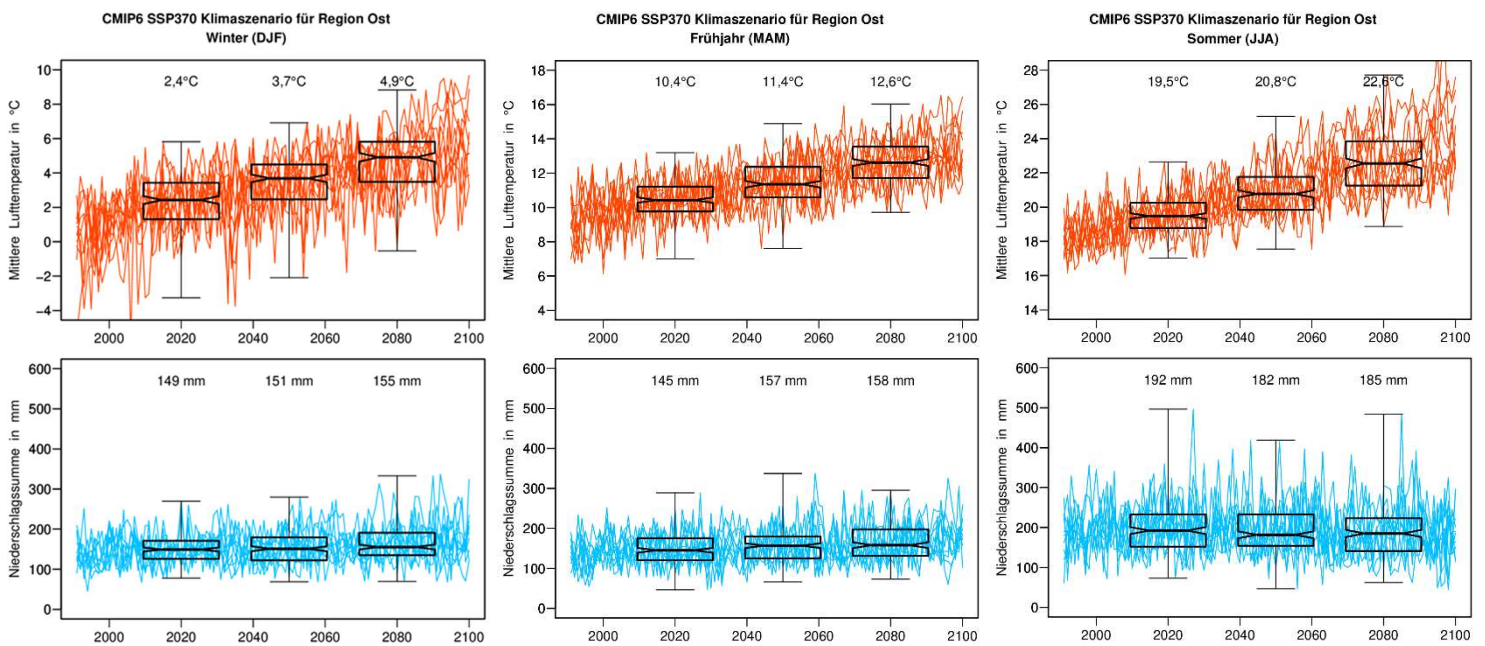 CMIP6 SSP370 Klimaszenario für Region Ost
Winter (DJF)
Mittlere Lufttemperatur in °C
10
8
6
4
2
0
−2
−4
2,4°C 3,7°C 4,9°C
2000 2020 2040 2060 2080 2100
CMIP6 SSP370 Klimaszenario für Region Ost
Frühjahr (MAM)
Mittlere Lufttemperatur in °C
18
16
14
12
10
8
6
4
10,4°C 11,4°C 12,6°C
2000 2020 2040 2060 2080 2100
CMIP6 SSP370 Klimaszenario für Region Ost
Sommer (JJA)
Mittlere Lufttemperatur in °C
28
26
24
22
20
18
16
14
19,5°C 20,8°C 22,6°C
2000 2020 2040 2060 2080 2100
Niederschlagssumme in mm
600
500
400
300
200
100
0
149 mm 151 mm 155 mm
2000 2020 2040 2060 2080 2100
Niederschlagssumme in mm
600
500
400
300
200
100
0
145 mm 157 mm 158 mm
2000 2020 2040 2060 2080 2100
Niederschlagssumme in mm
600
500
400
300
200
100
0
192 mm 182 mm 185 mm
2000 2020 2040 2060 2080 2100